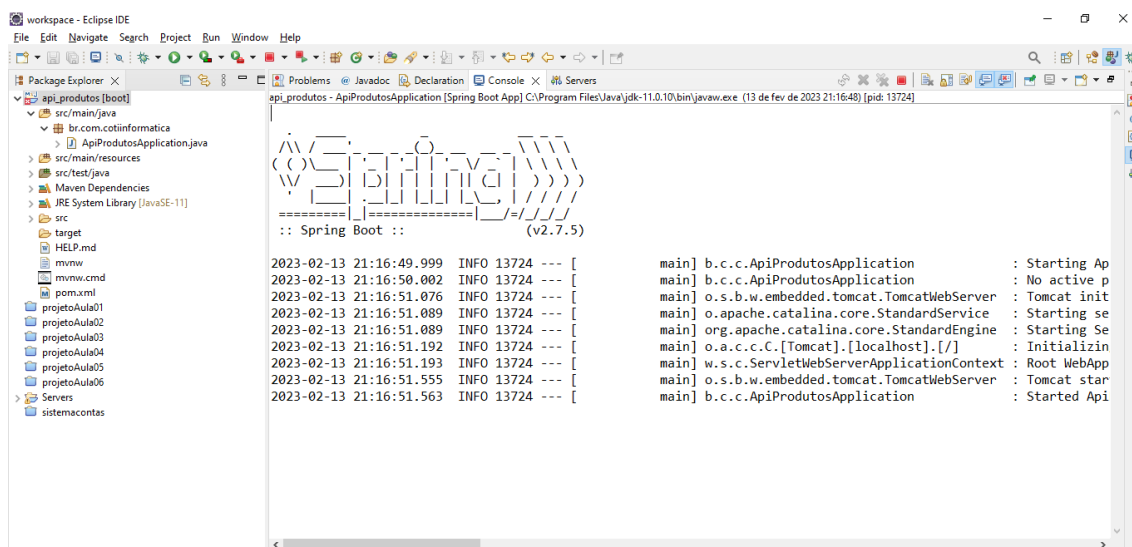 workspace - Eclipse IDE
File Edit Navigate Search Project Run Window Help
Package Explorer
Problems Javadoc Declaration Console Servers
api_produtos - ApiProdutosApplication [Spring Boot App] C:\Program Files\Java\jdk-11.0.10\bin\javaw.exe (13 de fev de 2023 21:16:48) [pid: 13724]
api_produtos [boot]
src/main/java
br.com.cotiinformatica
ApiProdutosApplication.java
src/main/resources
src/test/java
Maven Dependencies
JRE System Library [JavaSE-11]
src
target
HELP.md
mvnw
mvnw.cmd
pom.xml
projetoAula01
projetoAula02
projetoAula03
projetoAula04
projetoAula05
projetoAula06
Servers
sistemacontas
Spring
:: Spring Boot :: (v2.7.5)
2023-02-13 21:16:49.999 INFO 13724 --- [ main] b.c.c.ApiProdutosApplication : Starting Ap
2023-02-13 21:16:50.002 INFO 13724 --- [ main] b.c.c.ApiProdutosApplication : No active p
2023-02-13 21:16:51.076 INFO 13724 --- [ main] o.s.b.w.embedded.tomcat.TomcatWebServer : Tomcat init
2023-02-13 21:16:51.089 INFO 13724 --- [ main] o.apache.catalina.core.StandardService : Starting se
2023-02-13 21:16:51.089 INFO 13724 --- [ main] org.apache.catalina.core.StandardEngine : Starting Se
2023-02-13 21:16:51.192 INFO 13724 --- [ main] o.a.c.c.C.[Tomcat].[localhost].[/] : Initializin
2023-02-13 21:16:51.193 INFO 13724 --- [ main] w.s.c.ServletWebServerApplicationContext : Root WebApp
2023-02-13 21:16:51.555 INFO 13724 --- [ main] o.s.b.w.embedded.tomcat.TomcatWebServer : Tomcat star
2023-02-13 21:16:51.563 INFO 13724 --- [ main] b.c.c.ApiProdutosApplication : Started Api